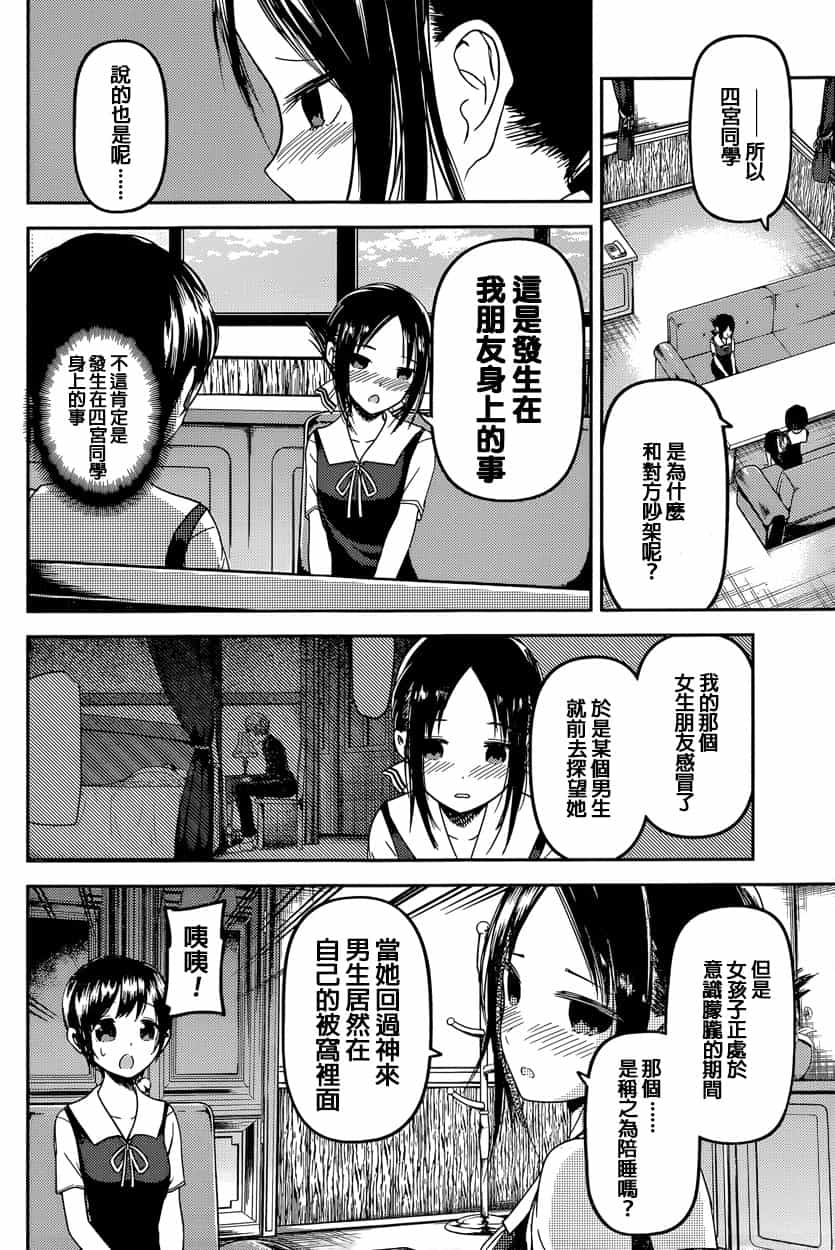 ——所以
四宮同學
是為什麼
和對方吵架呢？
說的也是呢……
這是發生在
我朋友身上的事
不這肯定是
發生在四宮同學
身上的事
我的那個
女生朋友感冒了
於是某個男生
就前去探望她
但是
女孩子正處於
意識朦朧的期間
那個……
是稱之為陪睡嗎？
當她回過神來
男生居然在
自己的被窩裡面
咦咦！